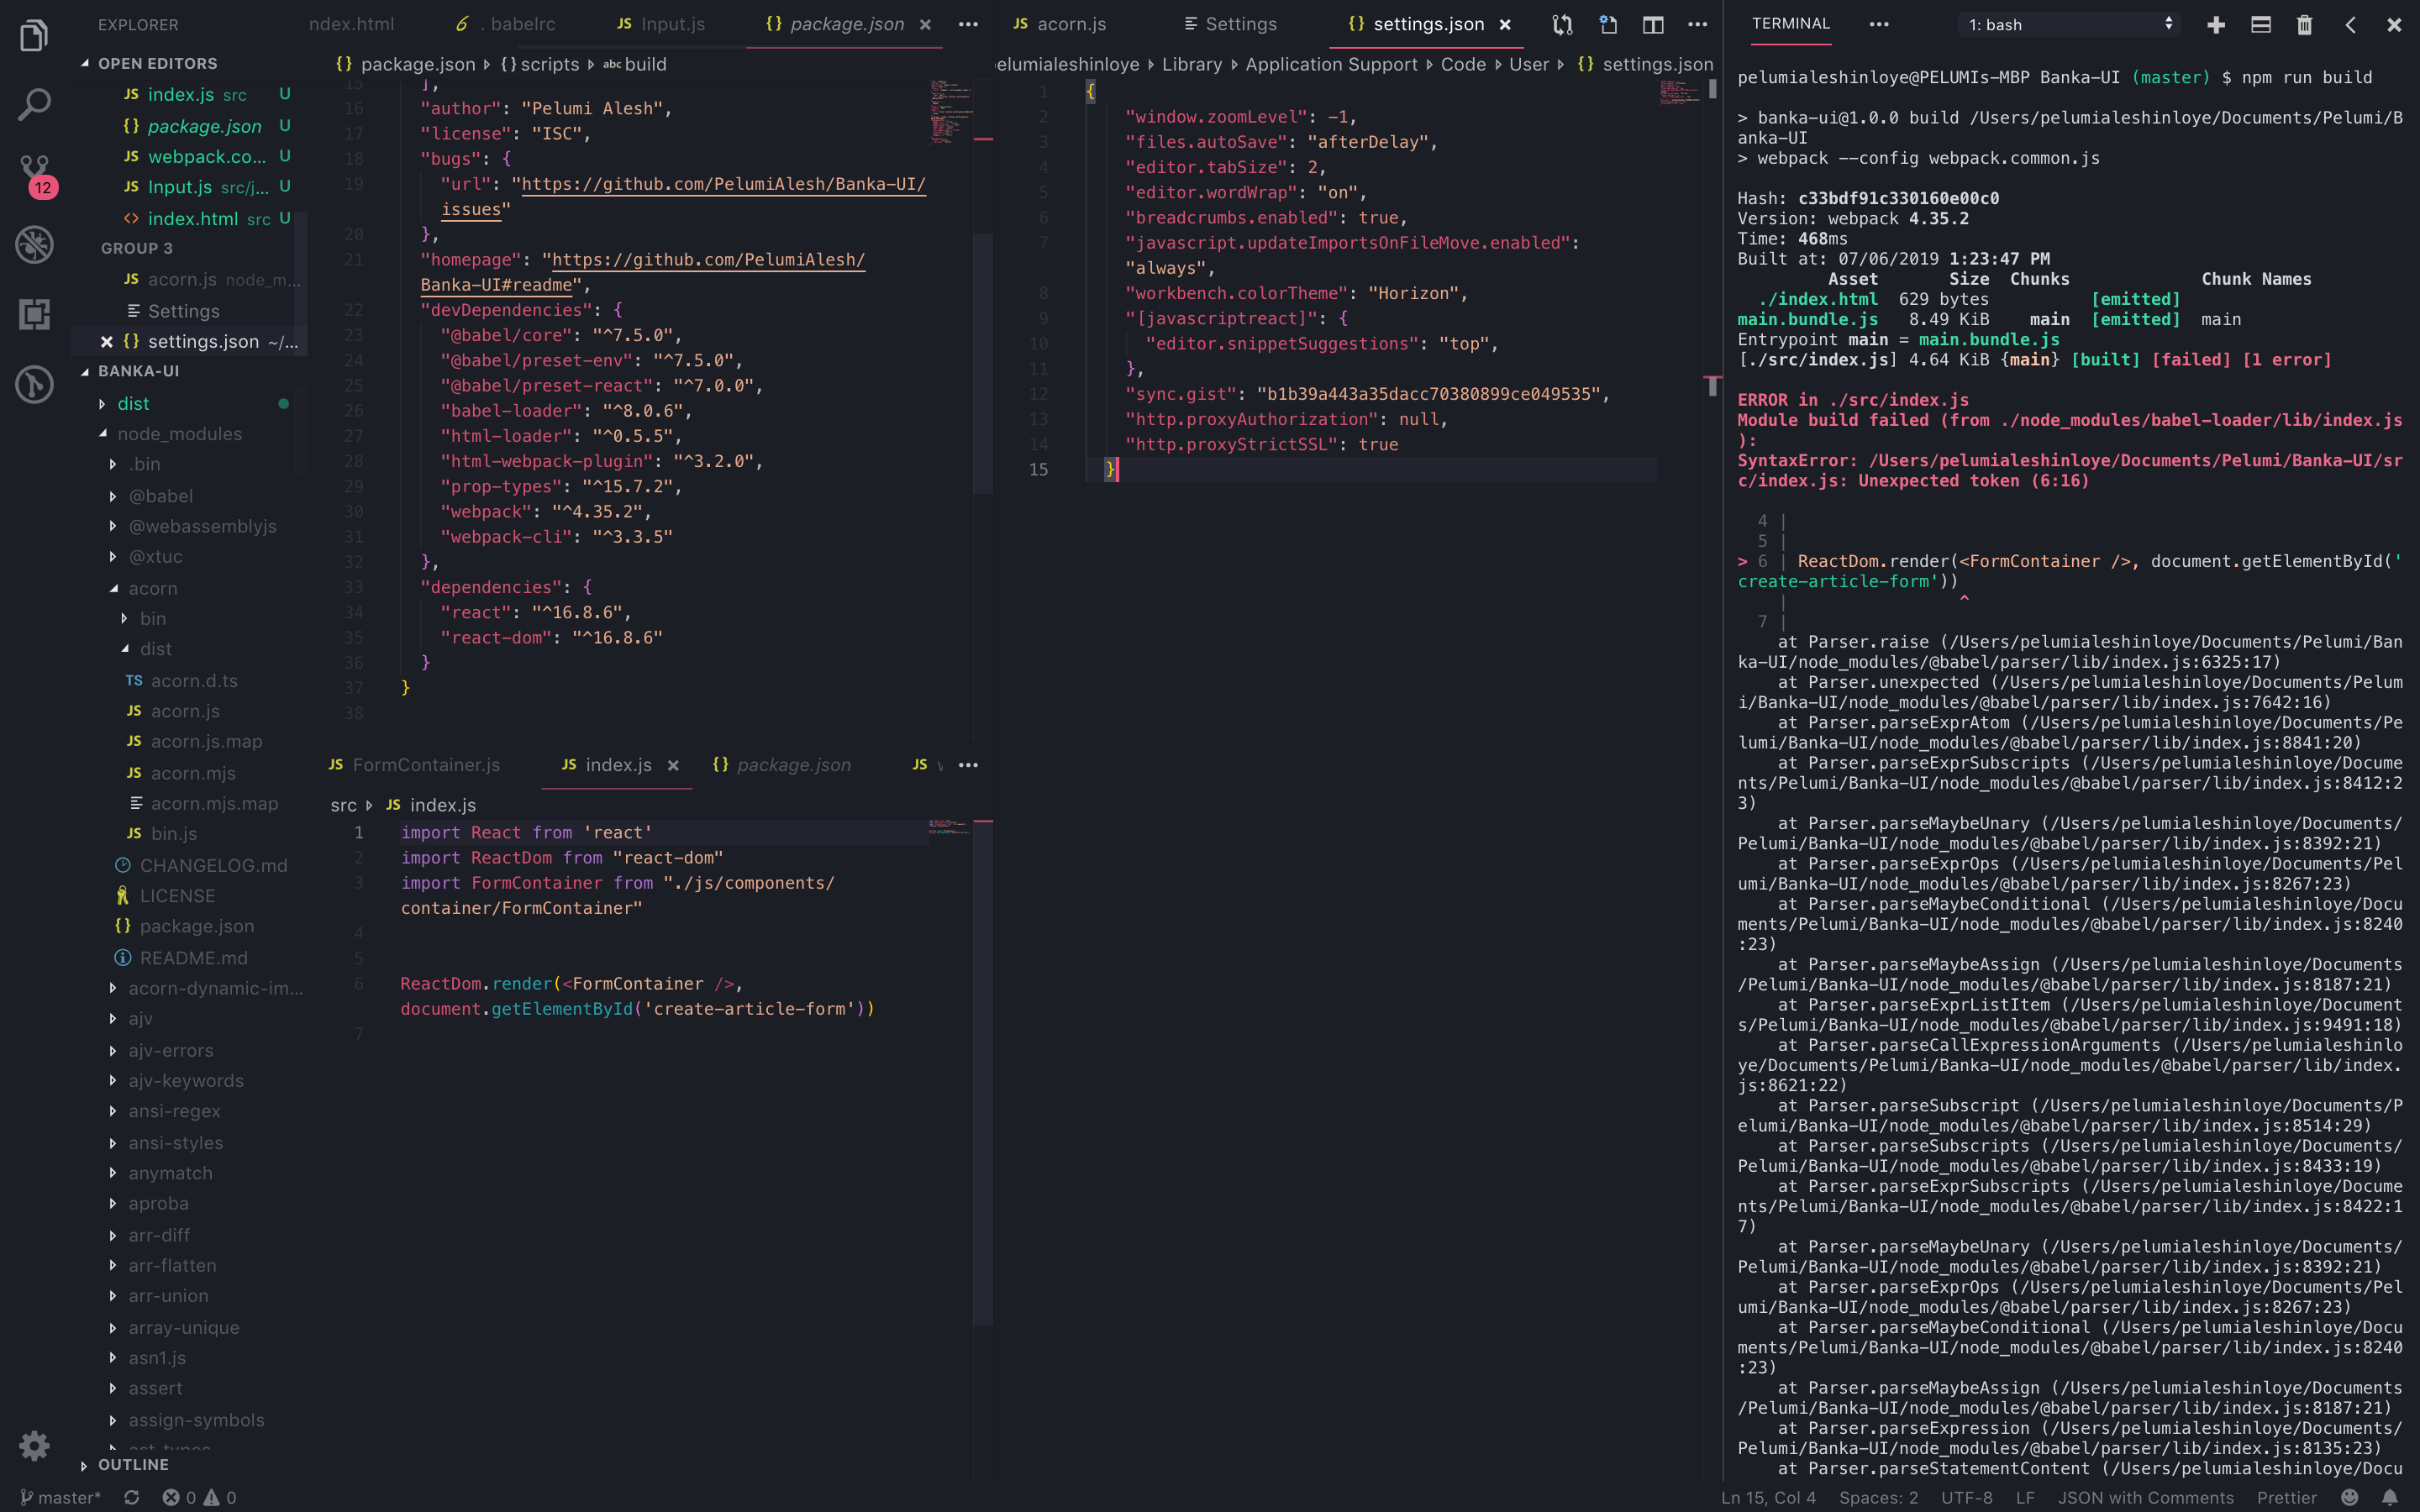 EXPLORER
OPEN EDITORS
JS index.js src U
{} package.json U
JS webpack.co... U
JS Input.js src/j... U
<> index.html src U
GROUP 3
JS acorn.js node_m...
Settings
{} settings.json ~/...
BANKA-UI
dist
node_modules
.bin
@babel
@webassemblyjs
@xtuc
acorn
bin
dist
TS acorn.d.ts
JS acorn.js
JS acorn.js.map
JS acorn.mjs
acorn.mjs.map
JS bin.js
CHANGELOG.md
LICENSE
{} package.json
README.md
acorn-dynamic-im...
ajv
ajv-errors
ajv-keywords
ansi-regex
ansi-styles
anymatch
aproba
arr-diff
arr-flatten
arr-union
array-unique
asn1.js
assert
assign-symbols
ast-types
OUTLINE
12
ndex.html . babelrc JS Input.js {} package.json ...
{} package.json {} scripts abc build
15 ],
16 "author": "Pelumi Alesh",
17 "license": "ISC",
18 "bugs": {
19 "url": "https://github.com/PelumiAlesh/Banka-UI/
issues"
20 },
21 "homepage": "https://github.com/PelumiAlesh/
Banka-UI#readme",
22 "devDependencies": {
23 "@babel/core": "^7.5.0",
24 "@babel/preset-env": "^7.5.0",
25 "@babel/preset-react": "^7.0.0",
26 "babel-loader": "^8.0.6",
27 "html-loader": "^0.5.5",
28 "html-webpack-plugin": "^3.2.0",
29 "prop-types": "^15.7.2",
30 "webpack": "^4.35.2",
31 "webpack-cli": "^3.3.5"
32 },
33 "dependencies": {
34 "react": "^16.8.6",
35 "react-dom": "^16.8.6"
36 }
37 }
38
JS FormContainer.js JS index.js {} package.json JS ...
src JS index.js
1 import React from 'react'
2 import ReactDom from "react-dom"
3 import FormContainer from "./js/components/
container/FormContainer"
4
5
6 ReactDom.render(<FormContainer />,
document.getElementById('create-article-form'))
7
JS acorn.js Settings {} settings.json ...
elumialeshinloye Library Application Support Code User {} settings.json
1 {
2 "window.zoomLevel": -1,
3 "files.autoSave": "afterDelay",
4 "editor.tabSize": 2,
5 "editor.wordWrap": "on",
6 "breadcrumbs.enabled": true,
7 "javascript.updateImportsOnFileMove.enabled":
"always",
8 "workbench.colorTheme": "Horizon",
9 "[javascriptreact]": {
10 "editor.snippetSuggestions": "top",
11 },
12 "sync.gist": "b1b39a443a35dacc70380899ce049535",
13 "http.proxyAuthorization": null,
14 "http.proxyStrictSSL": true
15 }
TERMINAL ... 1: bash
pelumialeshinloye@PELUMIs-MBP Banka-UI (master) $ npm run build
> banka-ui@1.0.0 build /Users/pelumialeshinloye/Documents/Pelumi/B
anka-UI
> webpack --config webpack.common.js
Hash: c33bdf91c330160e00c0
Version: webpack 4.35.2
Time: 468ms
Built at: 07/06/2019 1:23:47 PM
Asset Size Chunks Chunk Names
./index.html 629 bytes [emitted]
main.bundle.js 8.49 KiB main [emitted] main
Entrypoint main = main.bundle.js
[./src/index.js] 4.64 KiB {main} [built] [failed] [1 error]
ERROR in ./src/index.js
Module build failed (from ./node_modules/babel-loader/lib/index.js
):
SyntaxError: /Users/pelumialeshinloye/Documents/Pelumi/Banka-UI/sr
c/index.js: Unexpected token (6:16)
4 |
5 |
> 6 | ReactDom.render(<FormContainer />, document.getElementById('
create-article-form'))
| ^
7 |
at Parser.raise (/Users/pelumialeshinloye/Documents/Pelumi/Ban
ka-UI/node_modules/@babel/parser/lib/index.js:6325:17)
at Parser.unexpected (/Users/pelumialeshinloye/Documents/Pelum
i/Banka-UI/node_modules/@babel/parser/lib/index.js:7642:16)
at Parser.parseExprAtom (/Users/pelumialeshinloye/Documents/Pe
lumi/Banka-UI/node_modules/@babel/parser/lib/index.js:8841:20)
at Parser.parseExprSubscripts (/Users/pelumialeshinloye/Docume
nts/Pelumi/Banka-UI/node_modules/@babel/parser/lib/index.js:8412:2
3)
at Parser.parseMaybeUnary (/Users/pelumialeshinloye/Documents/
Pelumi/Banka-UI/node_modules/@babel/parser/lib/index.js:8392:21)
at Parser.parseExprOps (/Users/pelumialeshinloye/Documents/Pel
umi/Banka-UI/node_modules/@babel/parser/lib/index.js:8267:23)
at Parser.parseMaybeConditional (/Users/pelumialeshinloye/Docu
ments/Pelumi/Banka-UI/node_modules/@babel/parser/lib/index.js:8240
:23)
at Parser.parseMaybeAssign (/Users/pelumialeshinloye/Documents
/Pelumi/Banka-UI/node_modules/@babel/parser/lib/index.js:8187:21)
at Parser.parseExprListItem (/Users/pelumialeshinloye/Document
s/Pelumi/Banka-UI/node_modules/@babel/parser/lib/index.js:9491:18)
at Parser.parseCallExpressionArguments (/Users/pelumialeshinlo
ye/Documents/Pelumi/Banka-UI/node_modules/@babel/parser/lib/index.
js:8621:22)
at Parser.parseSubscript (/Users/pelumialeshinloye/Documents/P
elumi/Banka-UI/node_modules/@babel/parser/lib/index.js:8514:29)
at Parser.parseSubscripts (/Users/pelumialeshinloye/Documents/
Pelumi/Banka-UI/node_modules/@babel/parser/lib/index.js:8433:19)
at Parser.parseExprSubscripts (/Users/pelumialeshinloye/Docume
nts/Pelumi/Banka-UI/node_modules/@babel/parser/lib/index.js:8422:1
7)
at Parser.parseMaybeUnary (/Users/pelumialeshinloye/Documents/
Pelumi/Banka-UI/node_modules/@babel/parser/lib/index.js:8392:21)
at Parser.parseExprOps (/Users/pelumialeshinloye/Documents/Pel
umi/Banka-UI/node_modules/@babel/parser/lib/index.js:8267:23)
at Parser.parseMaybeConditional (/Users/pelumialeshinloye/Docu
ments/Pelumi/Banka-UI/node_modules/@babel/parser/lib/index.js:8240
:23)
at Parser.parseMaybeAssign (/Users/pelumialeshinloye/Documents
/Pelumi/Banka-UI/node_modules/@babel/parser/lib/index.js:8187:21)
at Parser.parseExpression (/Users/pelumialeshinloye/Documents/
Pelumi/Banka-UI/node_modules/@babel/parser/lib/index.js:8135:23)
at Parser.parseStatementContent (/Users/pelumialeshinloye/Docu
master* 0 0 Ln 15, Col 4 Spaces: 2 UTF-8 LF JSON with Comments Prettier